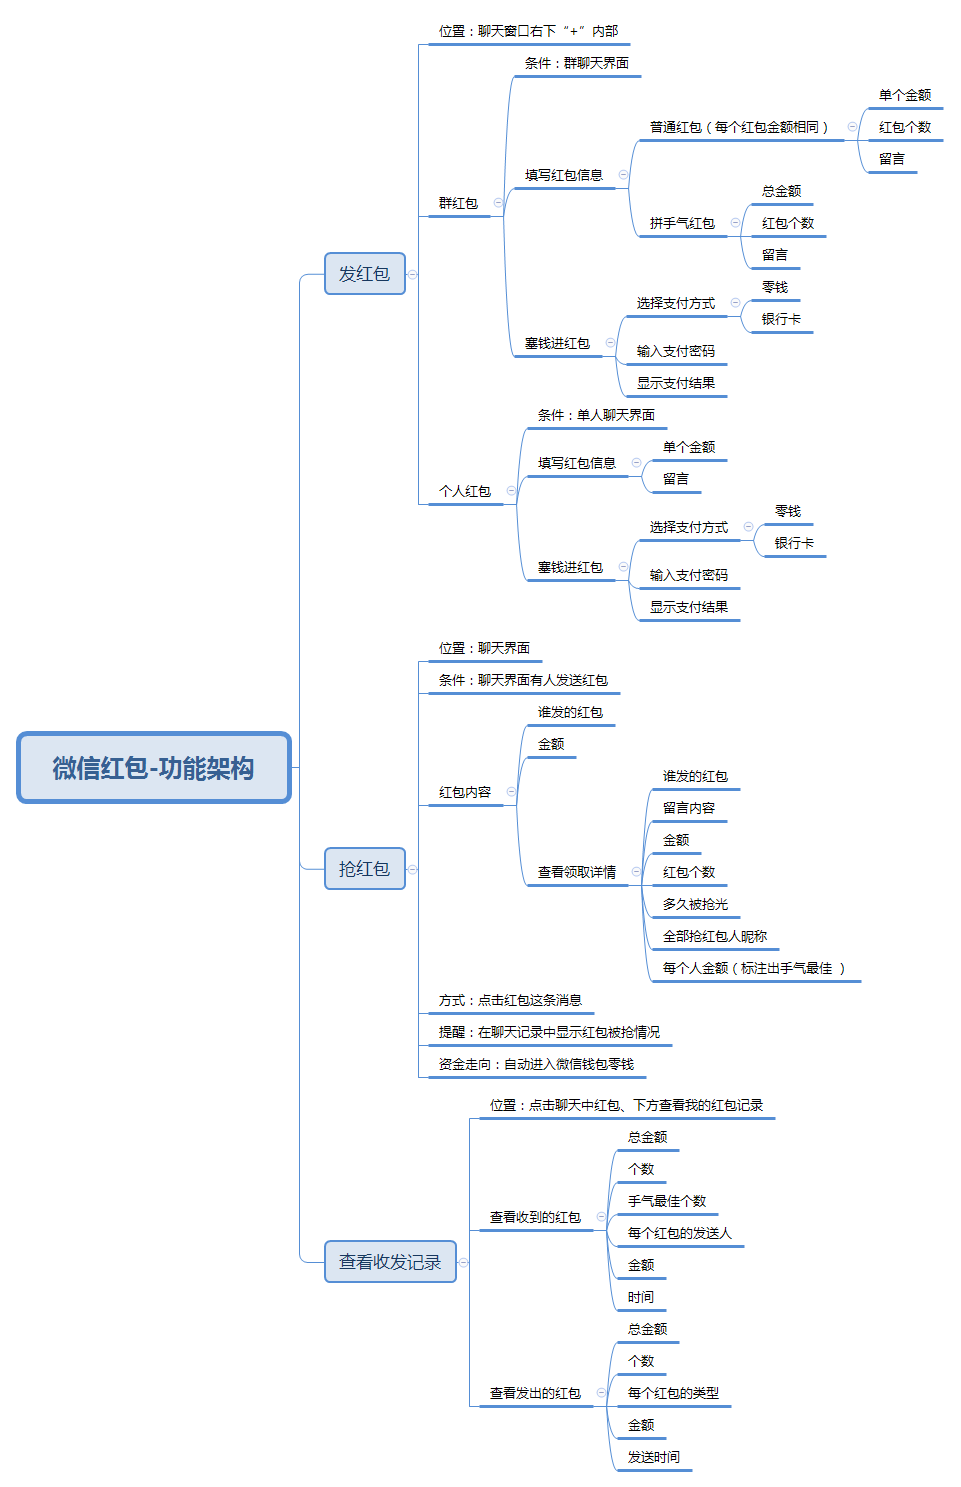 微信红包-功能架构
发红包
位置：聊天窗口右下“+”内部
群红包
条件：群聊天界面
填写红包信息
普通红包（每个红包金额相同）
单个金额
红包个数
留言
拼手气红包
总金额
红包个数
留言
塞钱进红包
选择支付方式
零钱
银行卡
输入支付密码
显示支付结果
个人红包
条件：单人聊天界面
填写红包信息
单个金额
留言
塞钱进红包
选择支付方式
零钱
银行卡
输入支付密码
显示支付结果
抢红包
位置：聊天界面
条件：聊天界面有人发送红包
红包内容
谁发的红包
金额
查看领取详情
谁发的红包
留言内容
金额
红包个数
多久被抢光
全部抢红包人昵称
每个人金额（标注出手气最佳 ）
方式：点击红包这条消息
提醒：在聊天记录中显示红包被抢情况
资金走向：自动进入微信钱包零钱
查看收发记录
位置：点击聊天中红包、下方查看我的红包记录
查看收到的红包
总金额
个数
手气最佳个数
每个红包的发送人
金额
时间
查看发出的红包
总金额
个数
每个红包的类型
金额
发送时间